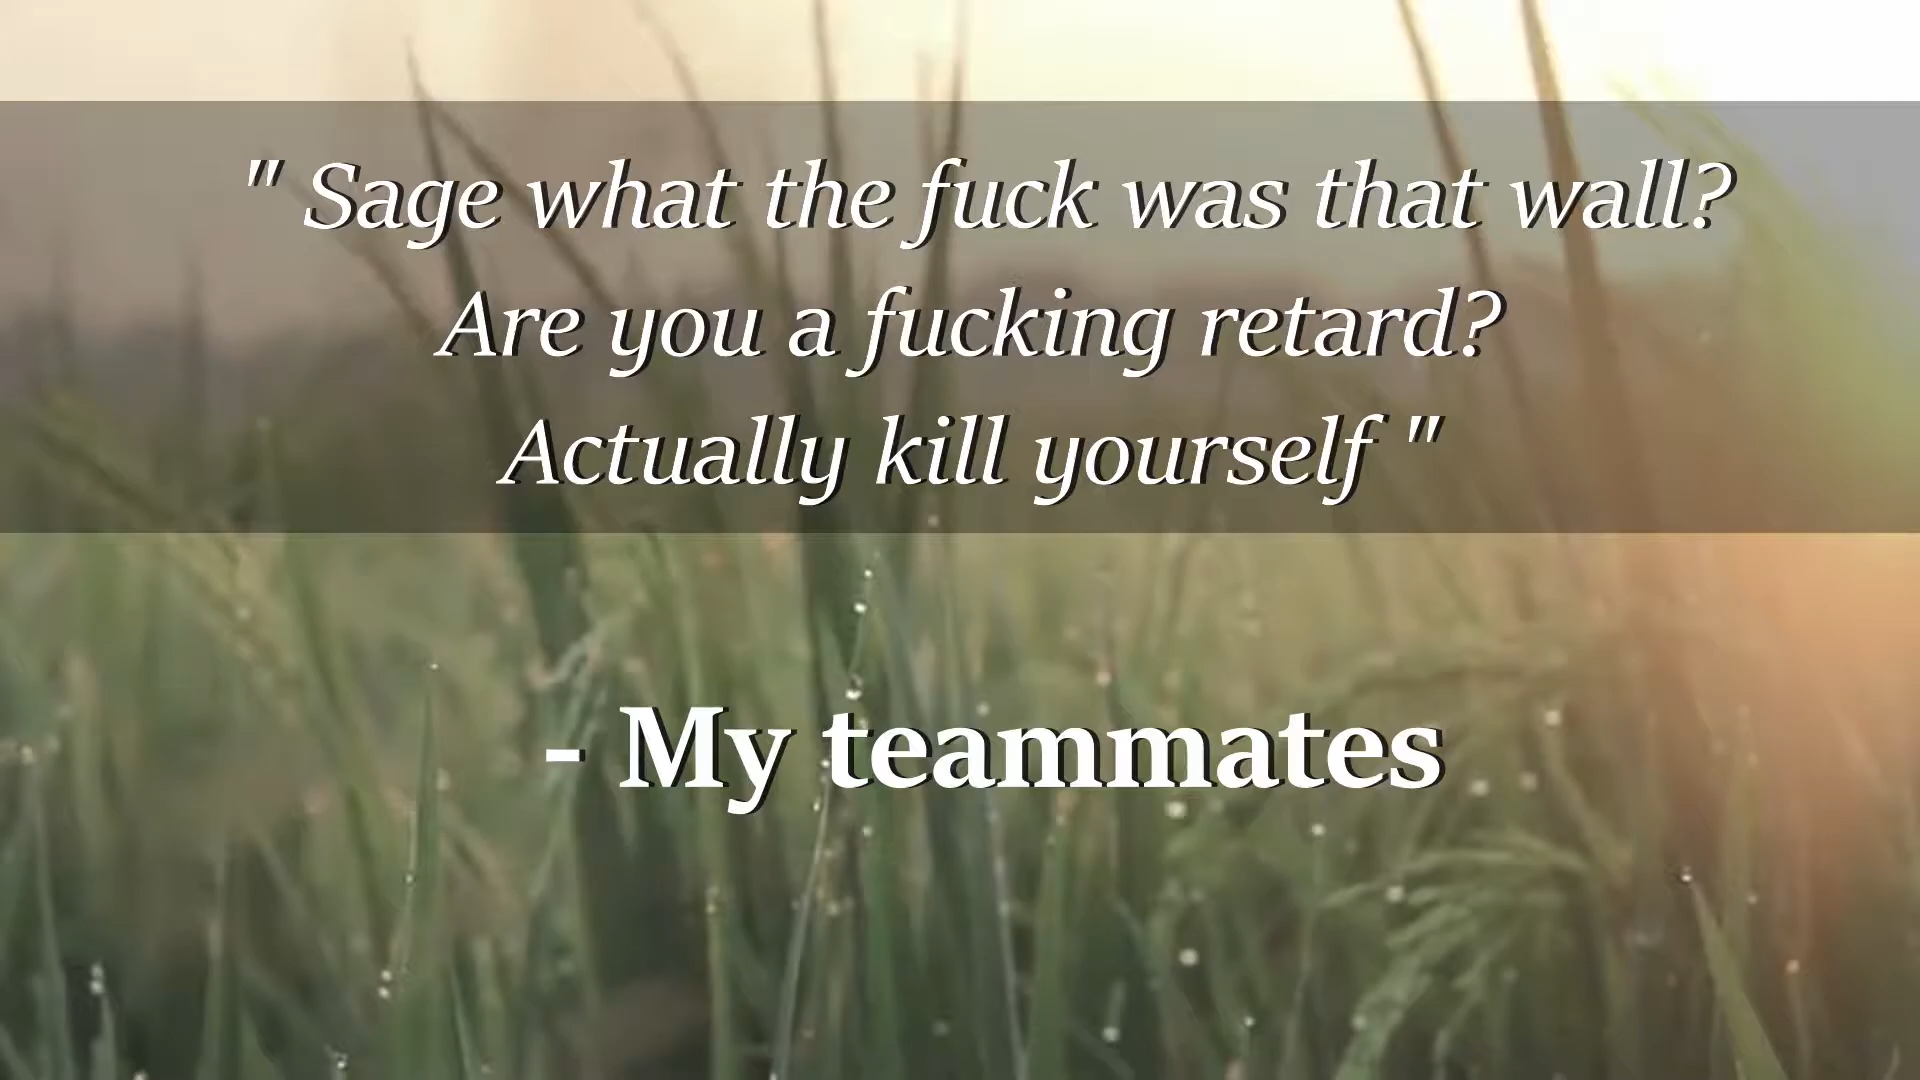 " Sage what the fuck was that wall?
Are you a fucking retard?
Actually kill yourself "
- My teammates